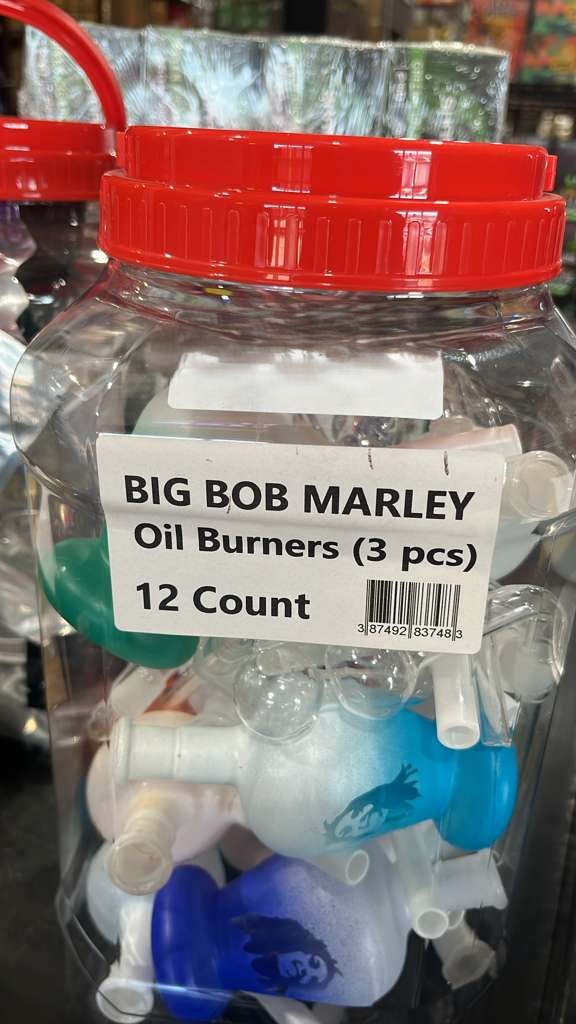 BIG BOB MARLEY
Oil Burners (3 pcs)
12 Count
3 87492 83748 3